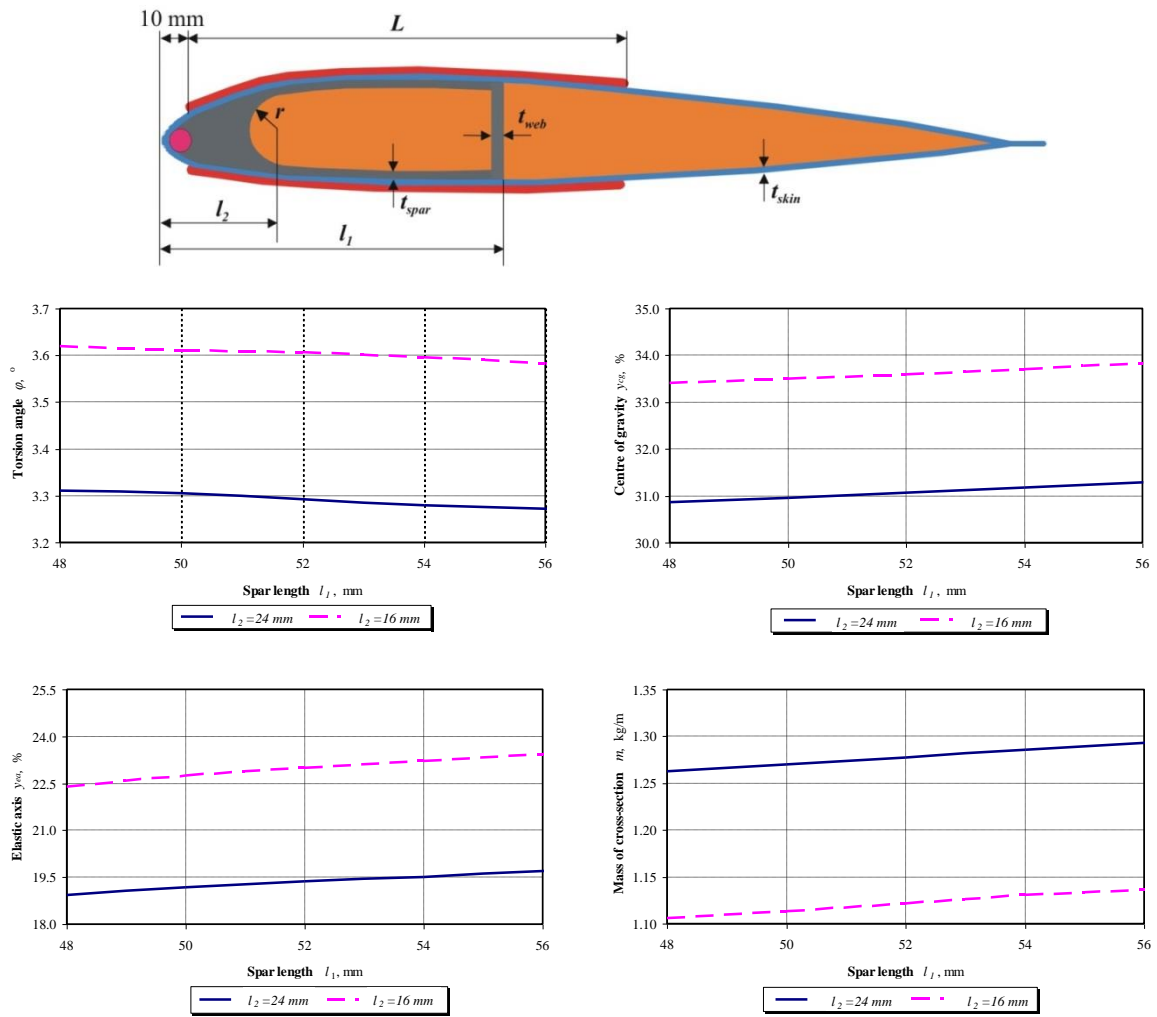 10 mm
L
r
t_web
t_spar
t_skin
l_2
l_1
Torsion angle φ, °
3.7
3.6
3.5
3.4
3.3
3.2
48 50 52 54 56
Spar length l_1, mm
l_2=24 mm l_2=16 mm
Centre of gravity y_cg, %
35.0
34.0
33.0
32.0
31.0
30.0
48 50 52 54 56
Spar length l_1, mm
l_2=24 mm l_2=16 mm
Elastic axis y_ea, %
25.5
24.0
22.5
21.0
19.5
18.0
48 50 52 54 56
Spar length l_1, mm
l_2=24 mm l_2=16 mm
Mass of cross-section m, kg/m
1.35
1.30
1.25
1.20
1.15
1.10
48 50 52 54 56
Spar length l_1, mm
l_2=24 mm l_2=16 mm